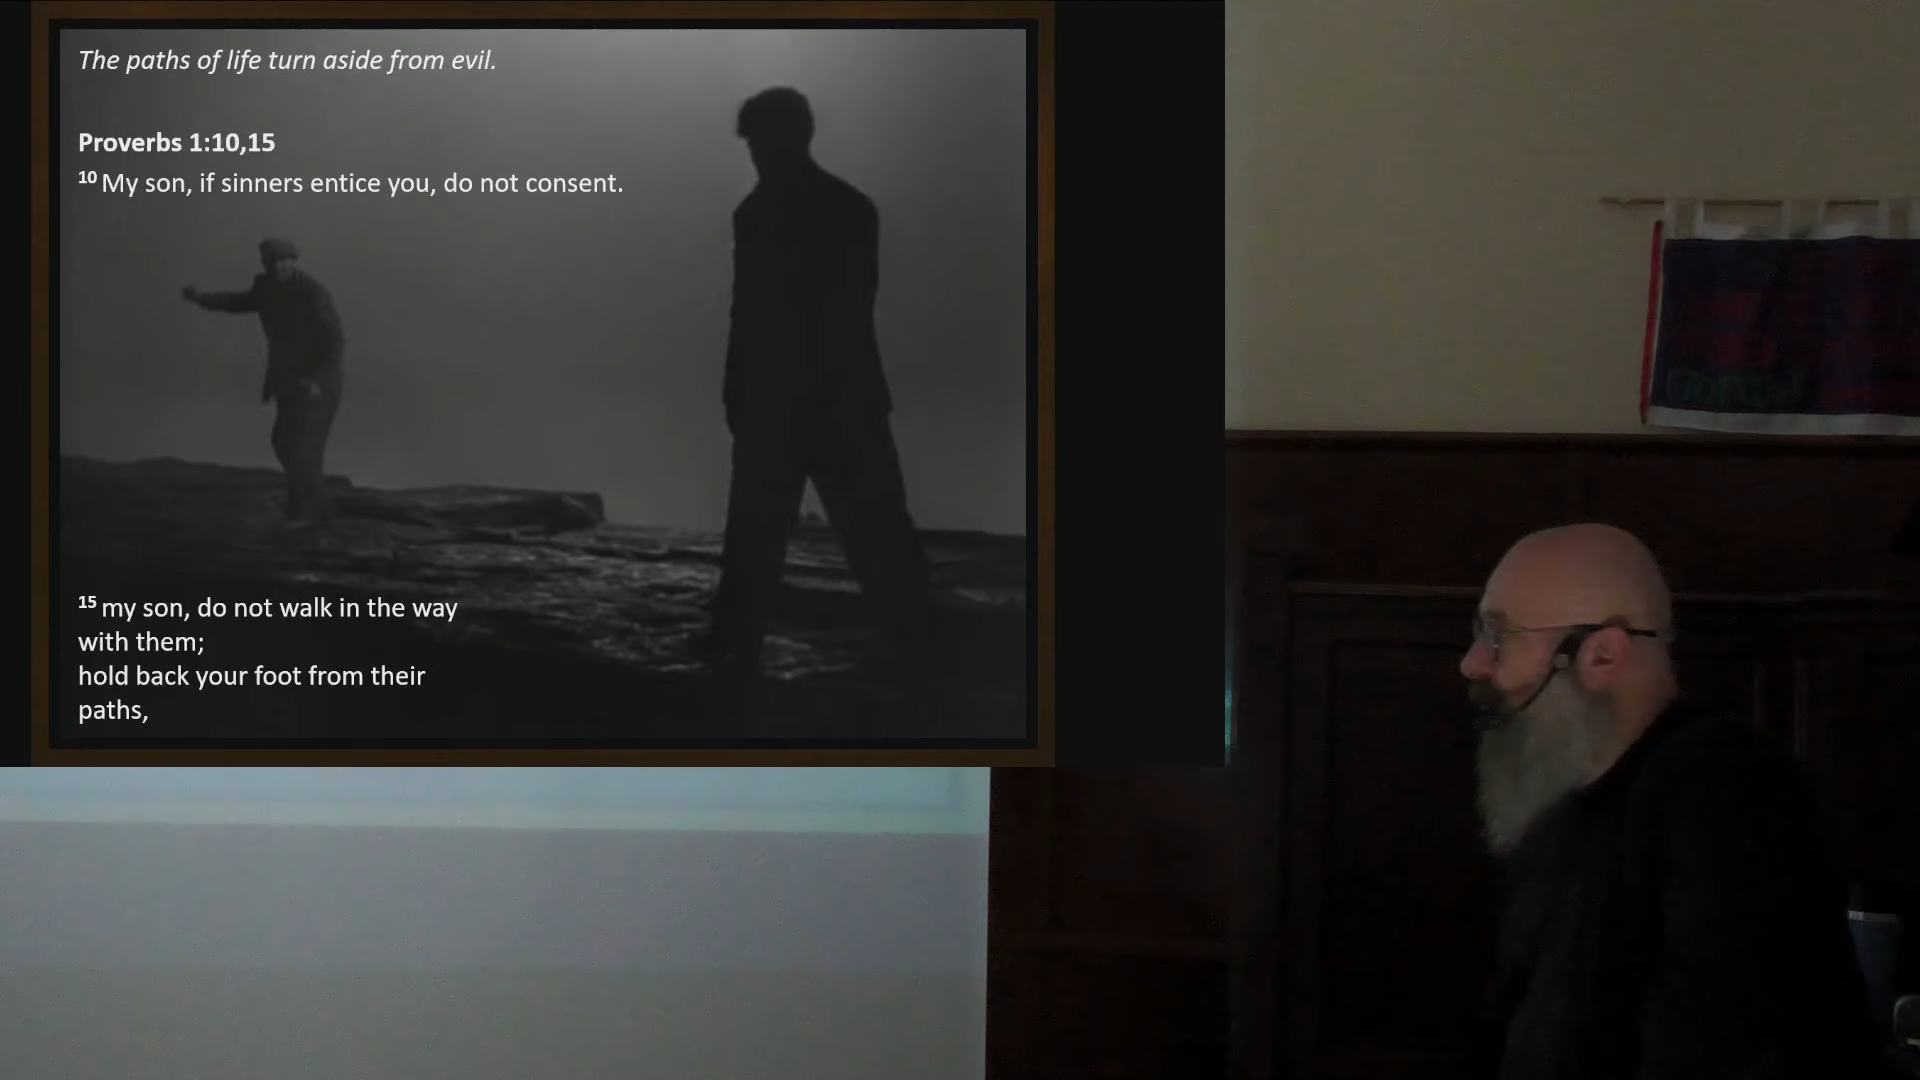 The paths of life turn aside from evil.
Proverbs 1:10,15
10 My son, if sinners entice you, do not consent.
15 my son, do not walk in the way
with them;
hold back your foot from their
paths,